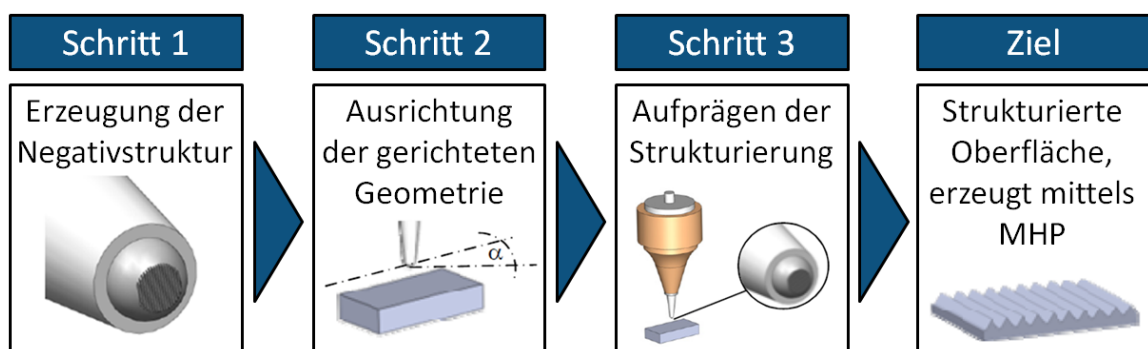 Schritt 1
Erzeugung der
Negativstruktur
Schritt 2
Ausrichtung
der gerichteten
Geometrie
α
Schritt 3
Aufprägen der
Strukturierung
Ziel
Strukturierte
Oberfläche,
erzeugt mittels
MHP